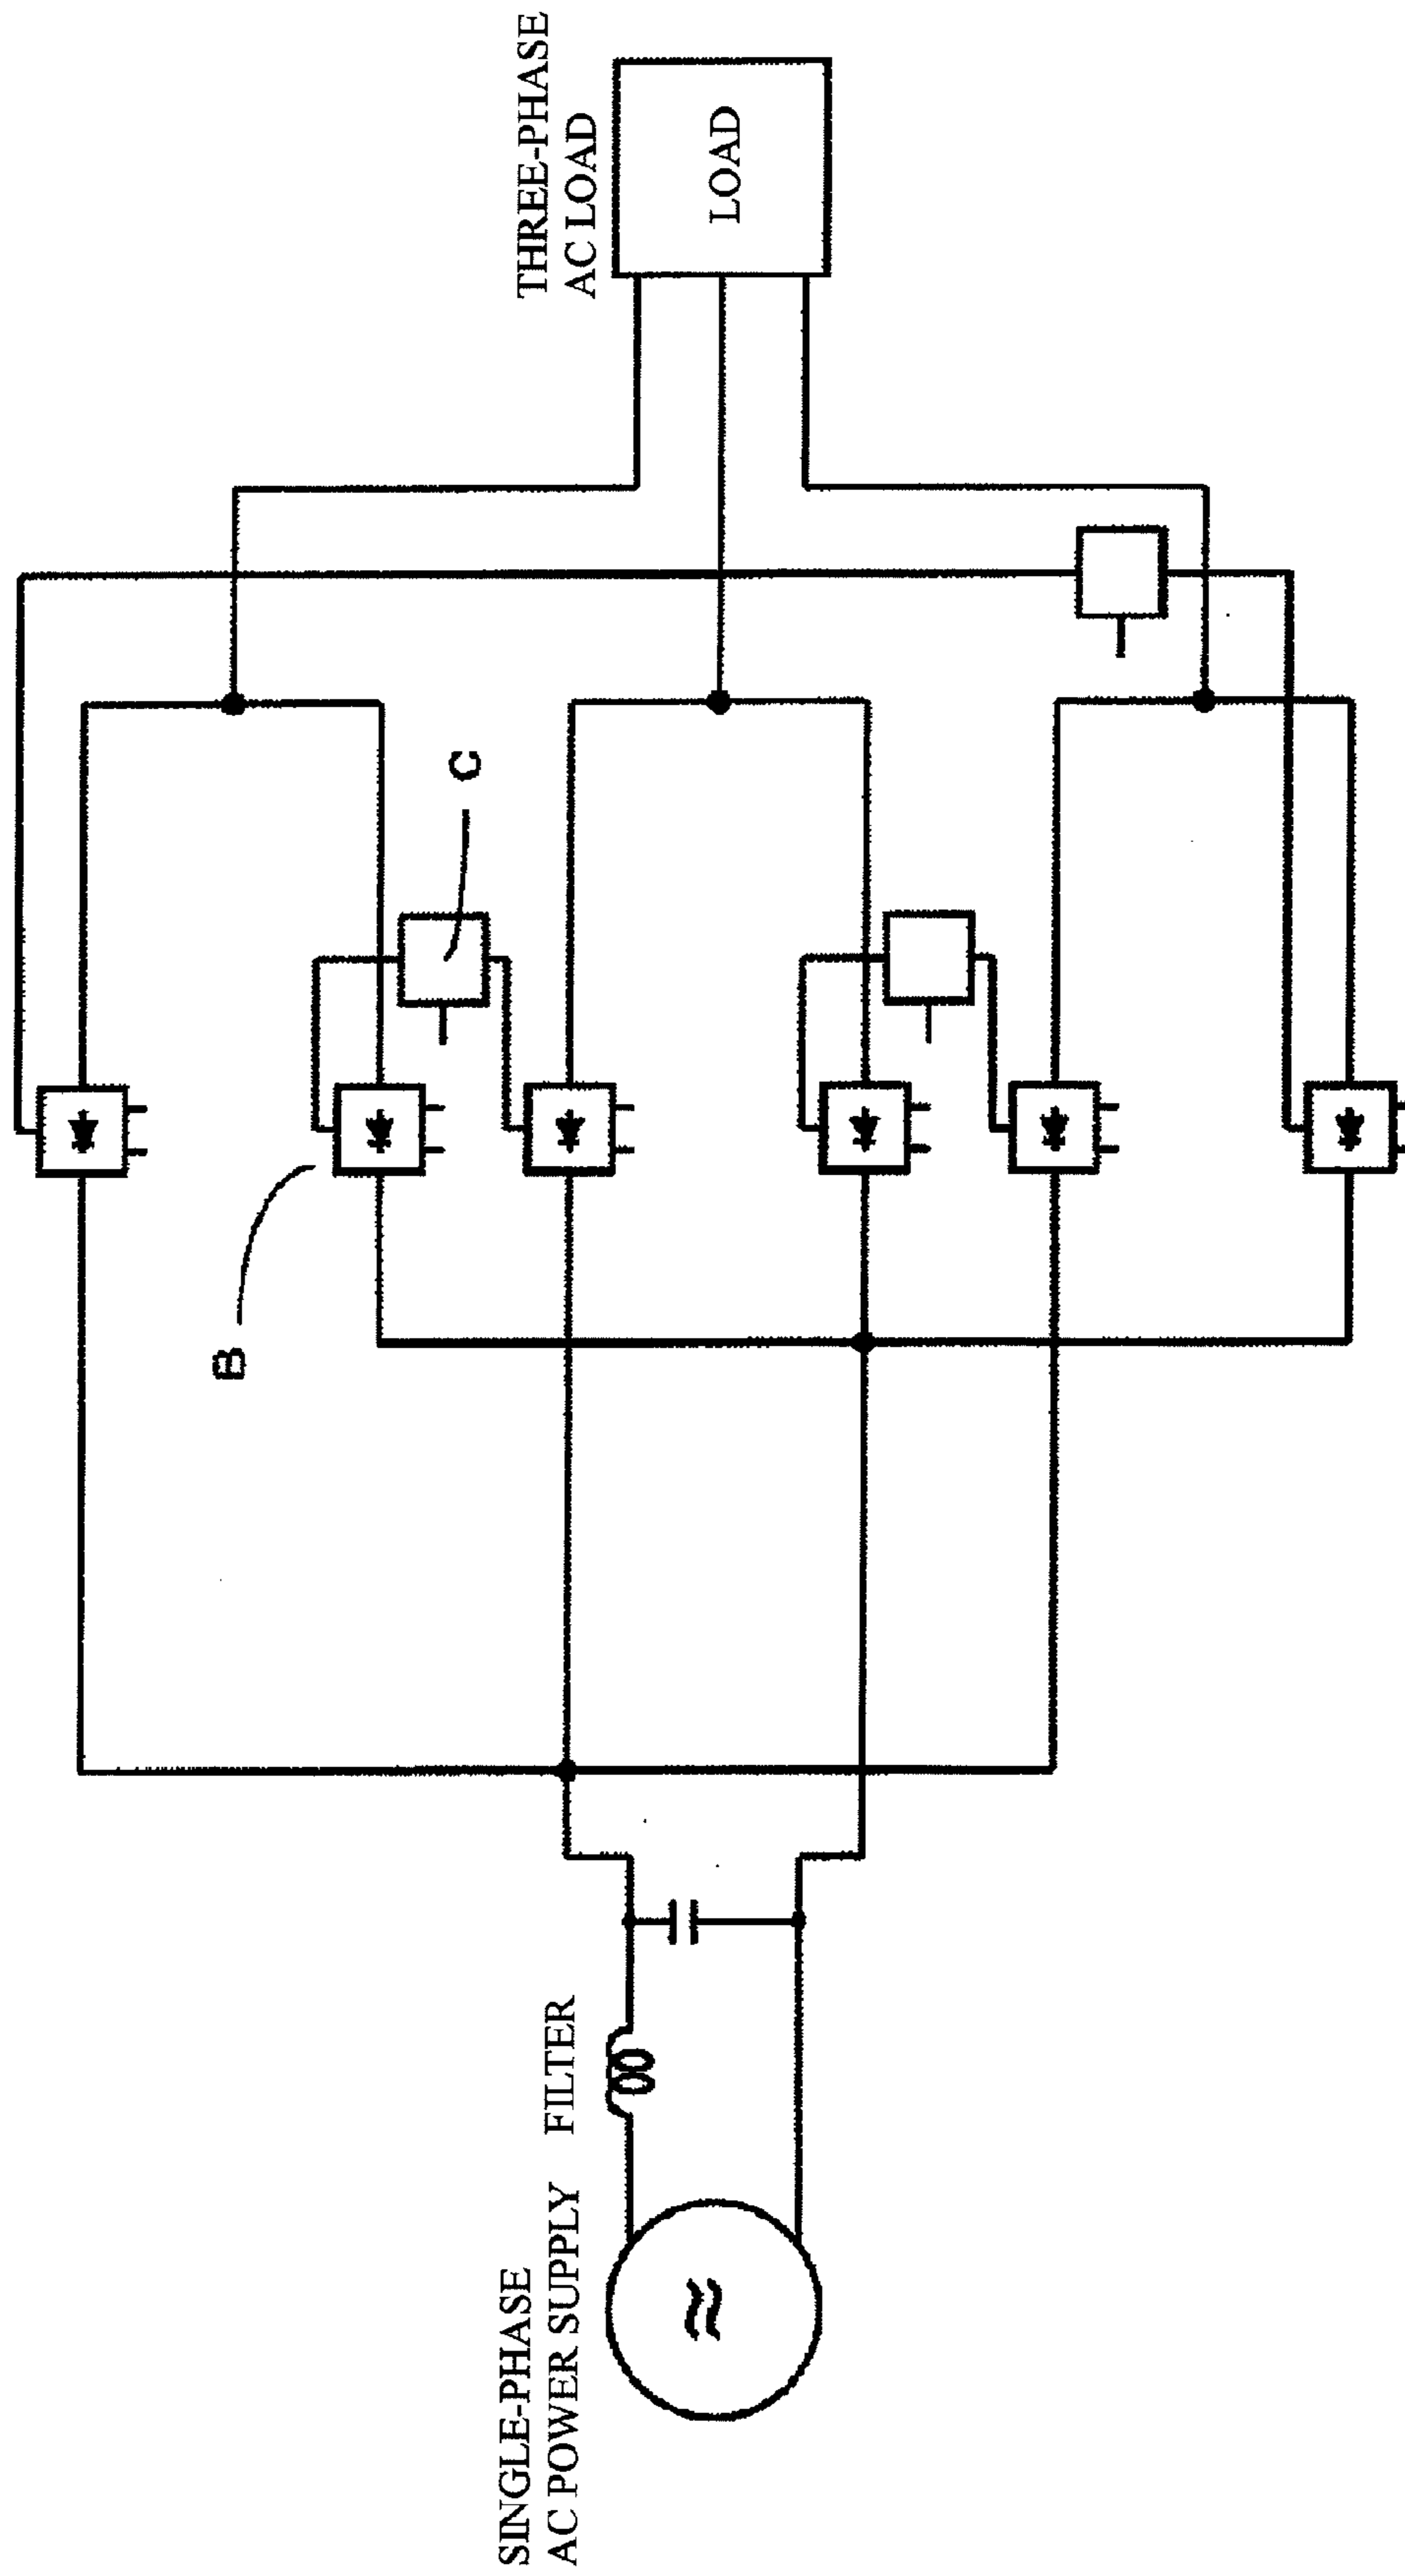 THREE-PHASE
AC LOAD
LOAD
C
B
FILTER
SINGLE-PHASE
AC POWER SUPPLY